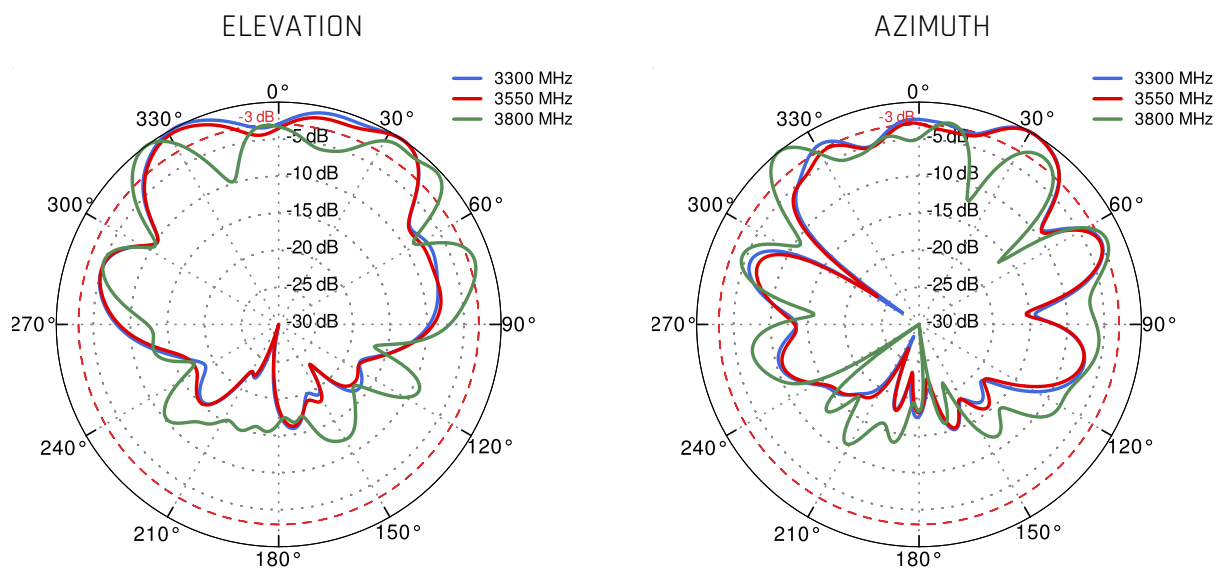 ELEVATION
AZIMUTH
3300 MHz
3550 MHz
3800 MHz
0°
30°
60°
90°
120°
150°
180°
210°
240°
270°
300°
330°
-3 dB
-5 dB
-10 dB
-15 dB
-20 dB
-25 dB
-30 dB
3300 MHz
3550 MHz
3800 MHz
0°
30°
60°
90°
120°
150°
180°
210°
240°
270°
300°
330°
-3 dB
-5dB
-10 dB
-15 dB
-20 dB
-25 dB
-30 dB